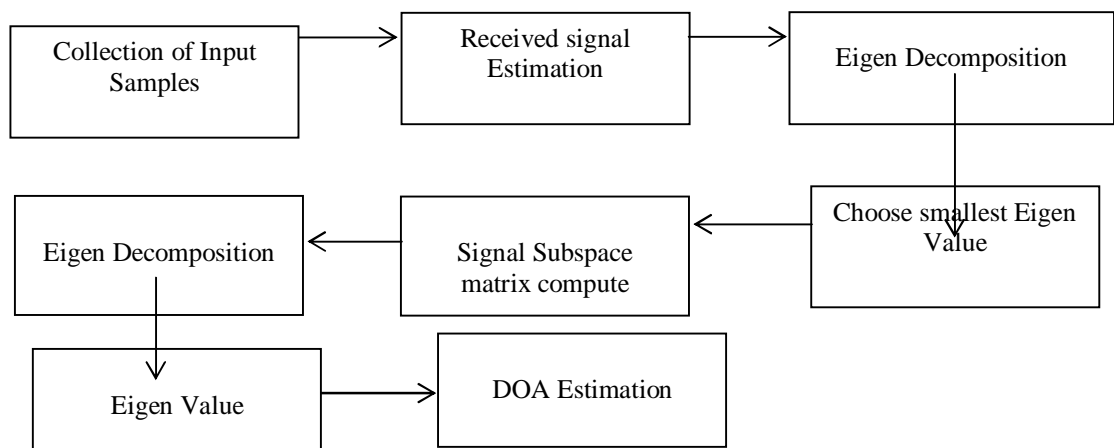 Collection of Input
Samples
Received signal
Estimation
Eigen Decomposition
Choose smallest Eigen
Value
Signal Subspace
matrix compute
Eigen Decomposition
Eigen Value
DOA Estimation